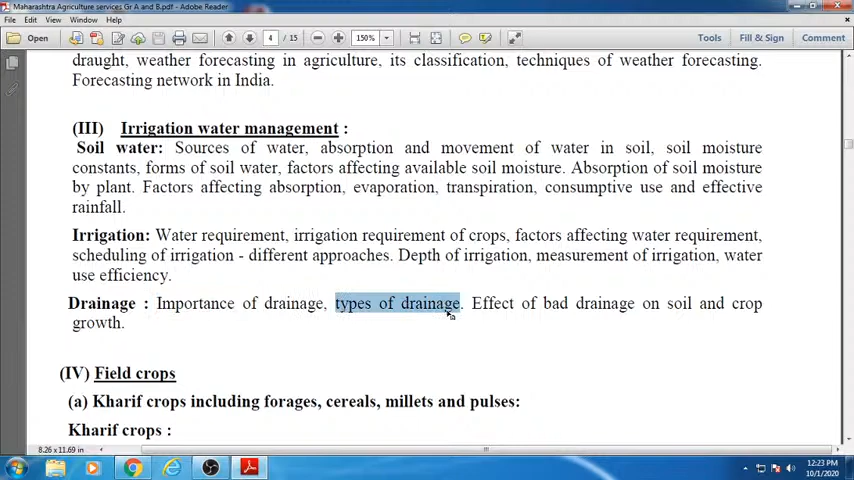 Maharashtra Agriculture services Gr A and B.pdf - Adobe Reader
File Edit View Window Help
Open 4 / 15 150% Tools Fill & Sign Comment
draught, weather forecasting in agriculture, its classification, techniques of weather forecasting.
Forecasting network in India.
(III) Irrigation water management :
Soil water: Sources of water, absorption and movement of water in soil, soil moisture
constants, forms of soil water, factors affecting available soil moisture. Absorption of soil moisture
by plant. Factors affecting absorption, evaporation, transpiration, consumptive use and effective
rainfall.
Irrigation: Water requirement, irrigation requirement of crops, factors affecting water requirement,
scheduling of irrigation - different approaches. Depth of irrigation, measurement of irrigation, water
use efficiency.
Drainage : Importance of drainage, types of drainage. Effect of bad drainage on soil and crop
growth.
(IV) Field crops
(a) Kharif crops including forages, cereals, millets and pulses:
Kharif crops :
8.26 x 11.69 in
12:23 PM
10/1/2020